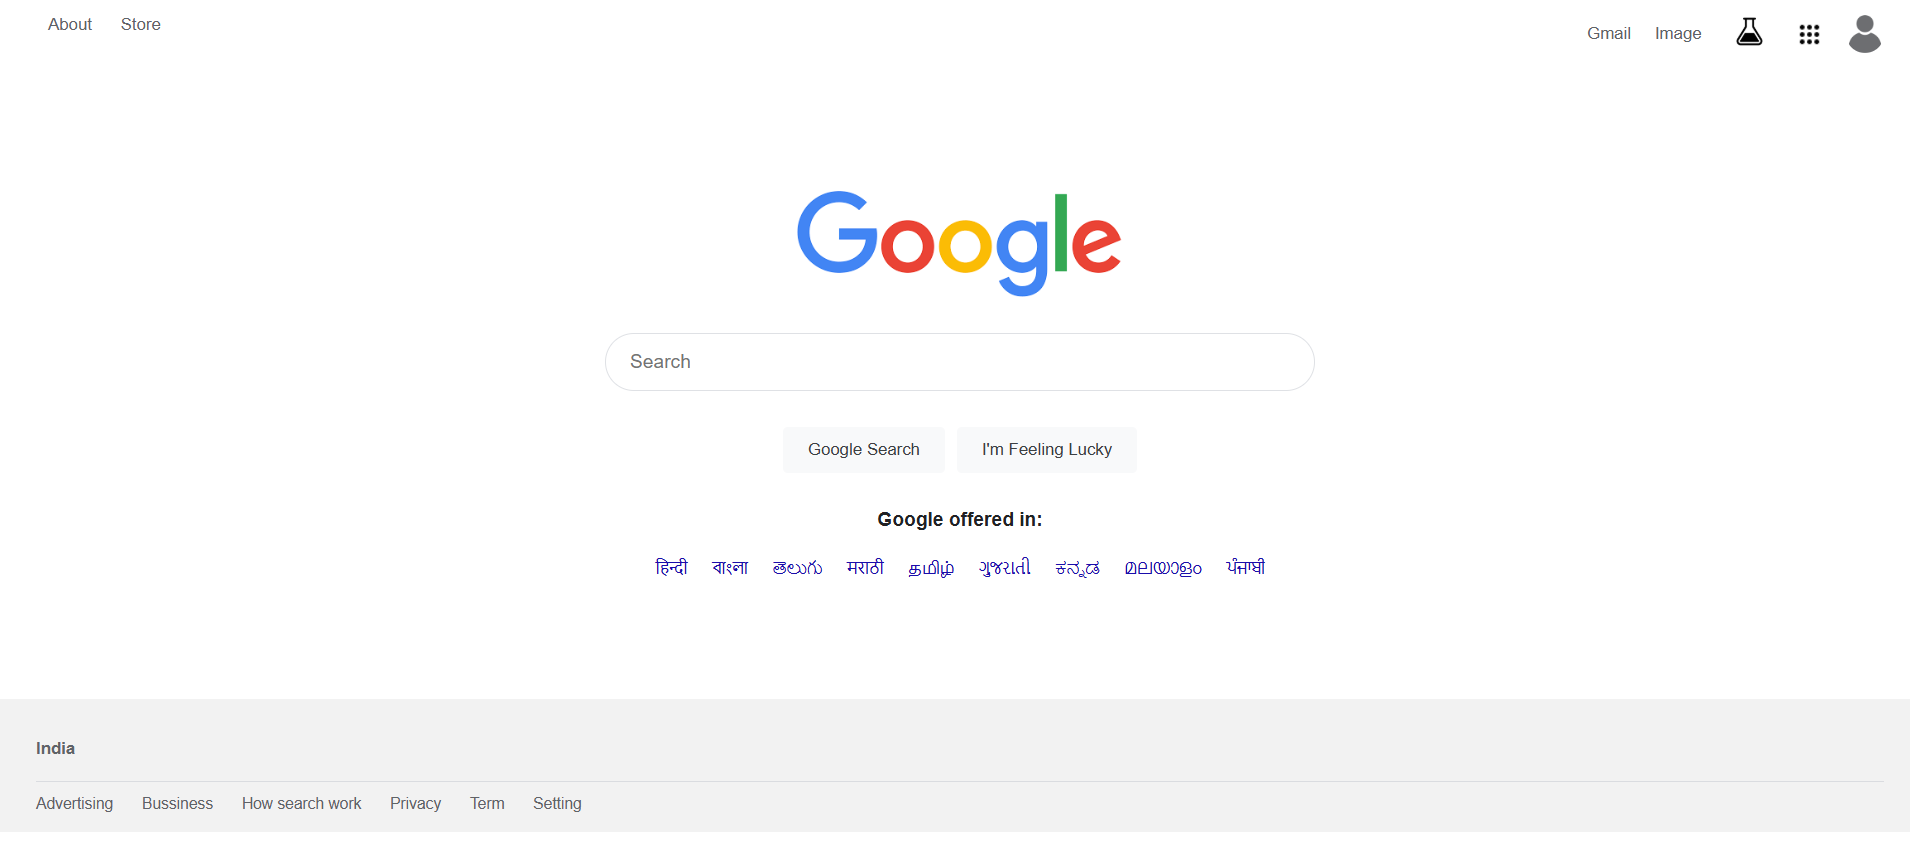 About Store
Gmail Image
Google
Search
Google Search I'm Feeling Lucky
Google offered in:
हिन्दी বাংলা తెలుగు मराठी தமிழ் ગુજરાતી ಕನ್ನಡ മലയാളം ਪੰਜਾਬੀ
India
Advertising Bussiness How search work Privacy Term Setting